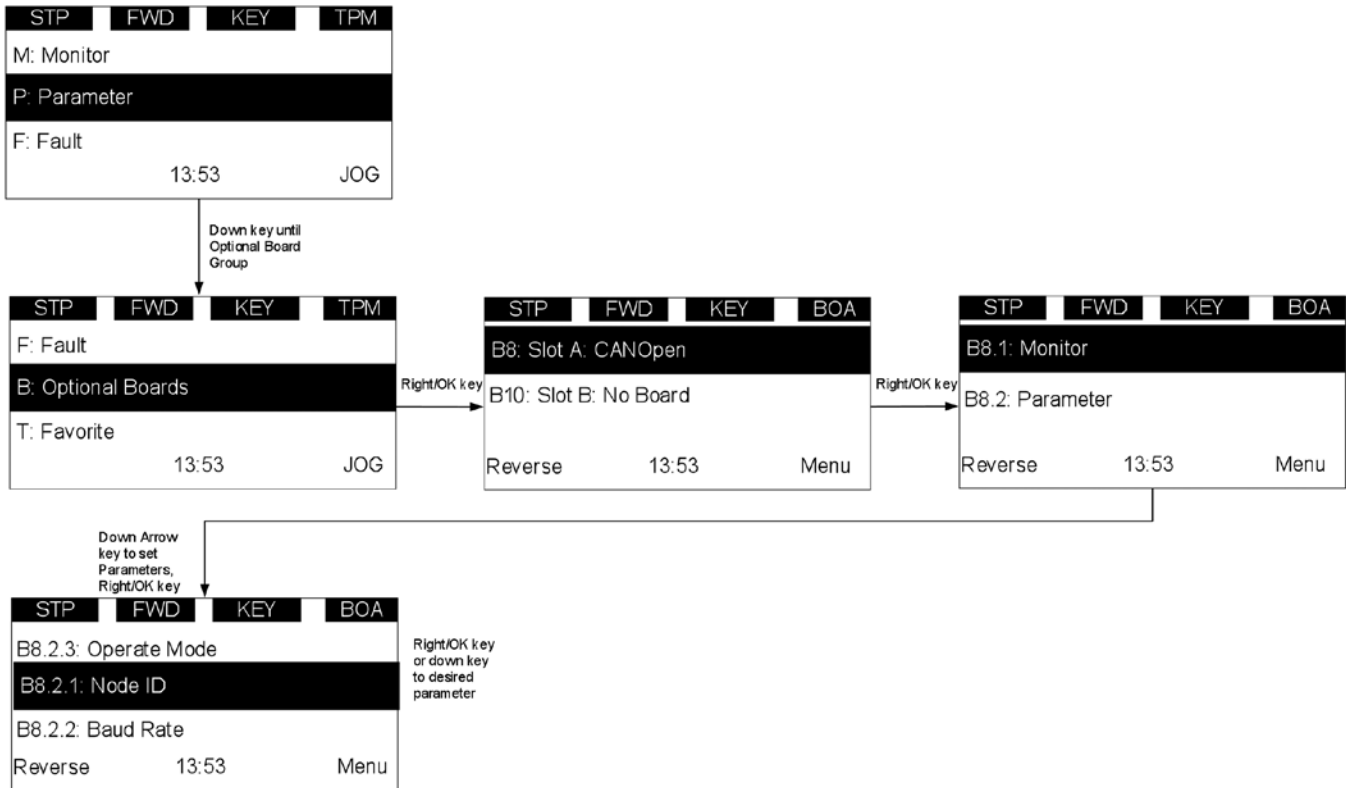 STP FWD KEY TPM
M: Monitor
P: Parameter
F: Fault
13:53 JOG
Down key until
Optional Board
Group
STP FWD KEY TPM
F: Fault
B: Optional Boards
T: Favorite
13:53 JOG
Right/OK key
STP FWD KEY BOA
B8: Slot A: CANOpen
B10: Slot B: No Board
Reverse 13:53 Menu
Right/OK key
STP FWD KEY BOA
B8.1: Monitor
B8.2: Parameter
Reverse 13:53 Menu
Down Arrow
key to set
Parameters,
Right/OK key
STP FWD KEY BOA
B8.2.3: Operate Mode
B8.2.1: Node ID
B8.2.2: Baud Rate
Reverse 13:53 Menu
Right/OK key
or down key
to desired
parameter